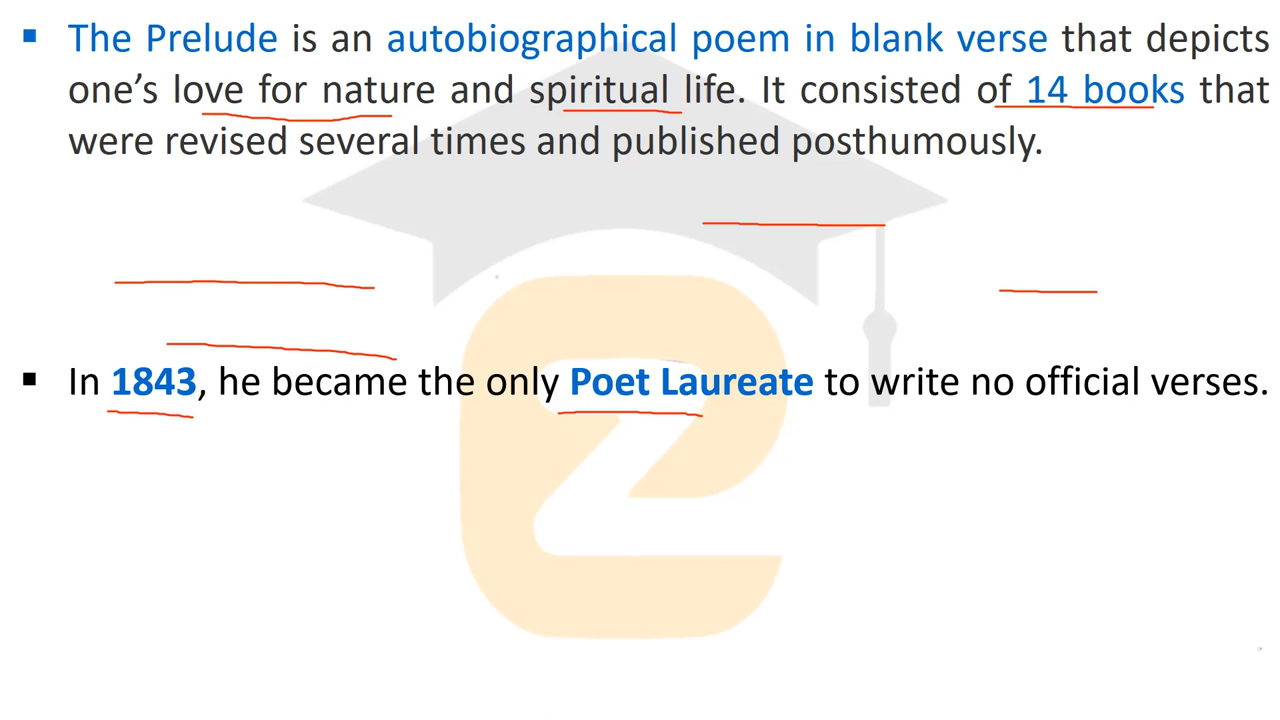 ▪ The Prelude is an autobiographical poem in blank verse that depicts
one’s love for nature and spiritual life. It consisted of 14 books that
were revised several times and published posthumously.
▪ In 1843, he became the only Poet Laureate to write no official verses.